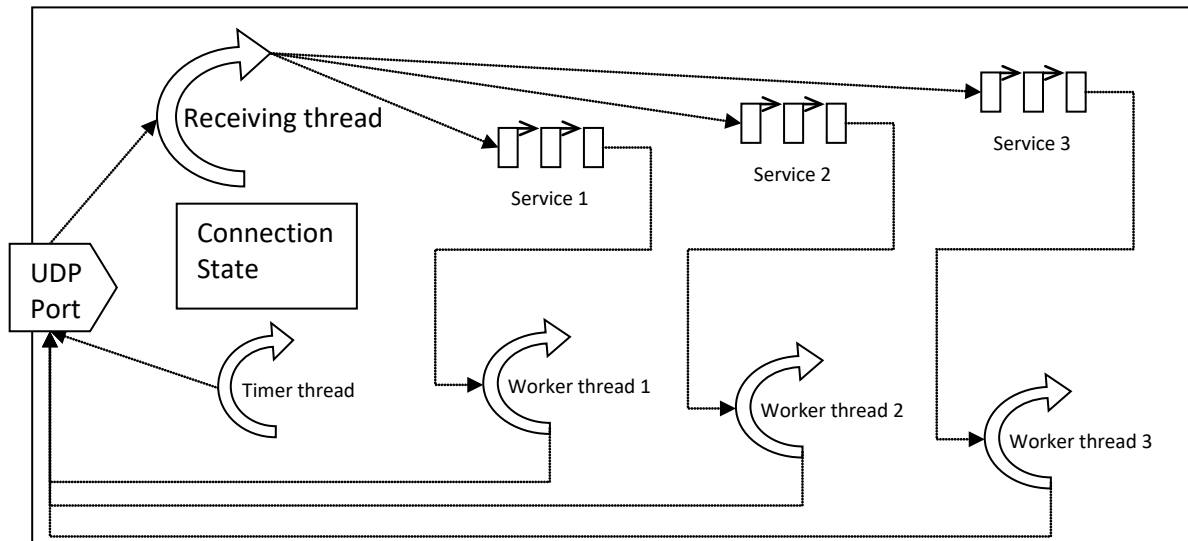 Receiving thread
Service 1
Service 2
Service 3
Connection
State
UDP
Port
Timer thread
Worker thread 1
Worker thread 2
Worker thread 3